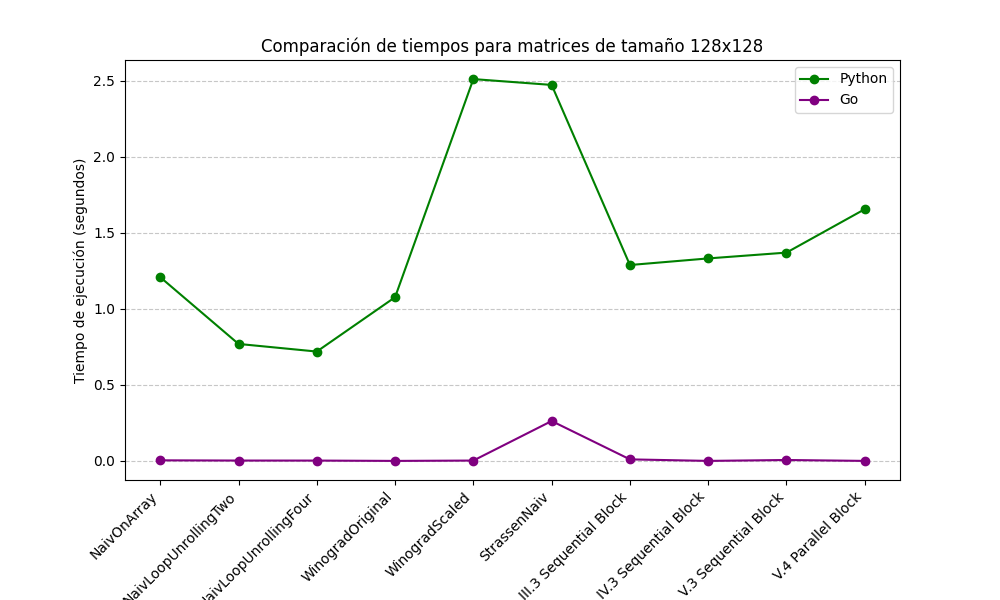 Comparación de tiempos para matrices de tamaño 128x128
Python
Go
Tiempo de ejecución (segundos)
2.5
2.0
1.5
1.0
0.5
0.0
NaivOnArray
NaivLoopUnrollingTwo
NaivLoopUnrollingFour
WinogradOriginal
WinogradScaled
StrassenNaiv
III.3 Sequential Block
IV.3 Sequential Block
V.3 Sequential Block
V.4 Parallel Block